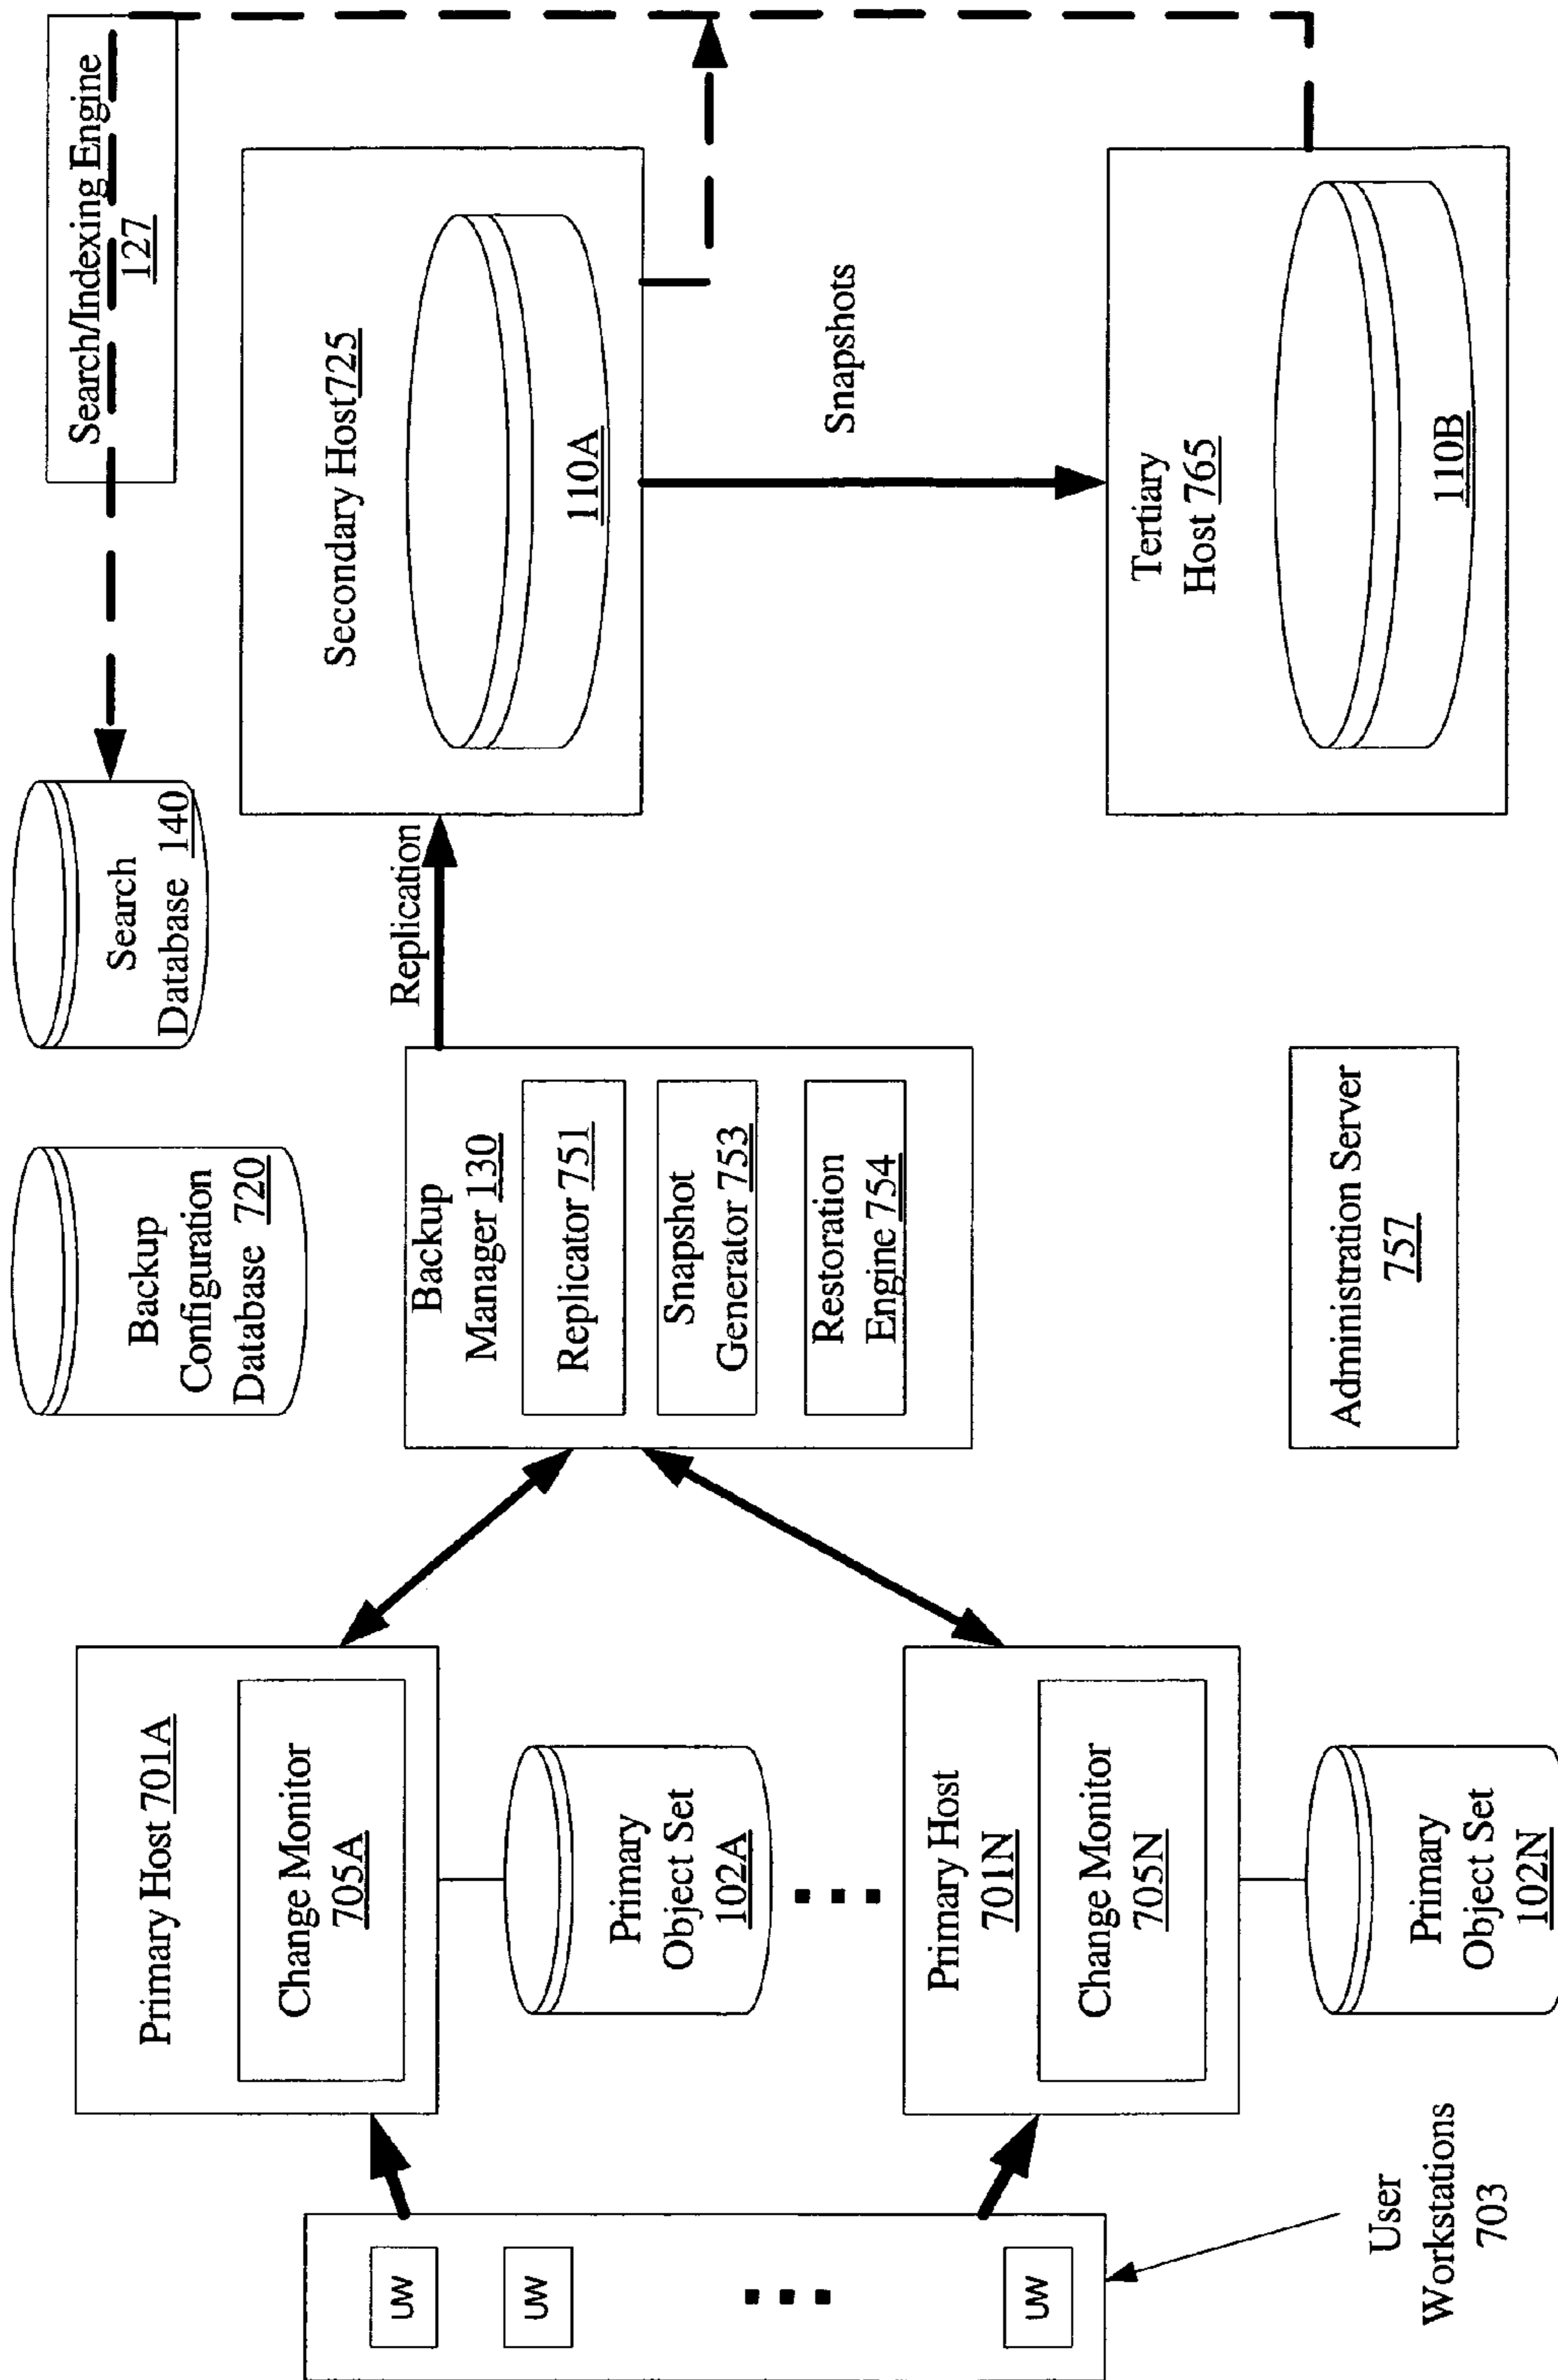 Backup
Configuration
Database 720
Search
Database 140
Search/Indexing Engine
127
Primary Host 701A
Change Monitor
705A
Primary
Object Set
102A
Primary Host
701N
Change Monitor
705N
Primary
Object Set
102N
UW
UW
UW
User
Workstations
703
Backup
Manager 130
Replicator 751
Snapshot
Generator 753
Restoration
Engine 754
Administration Server
757
Replication
Secondary Host725
110A
Snapshots
Tertiary
Host 765
110B